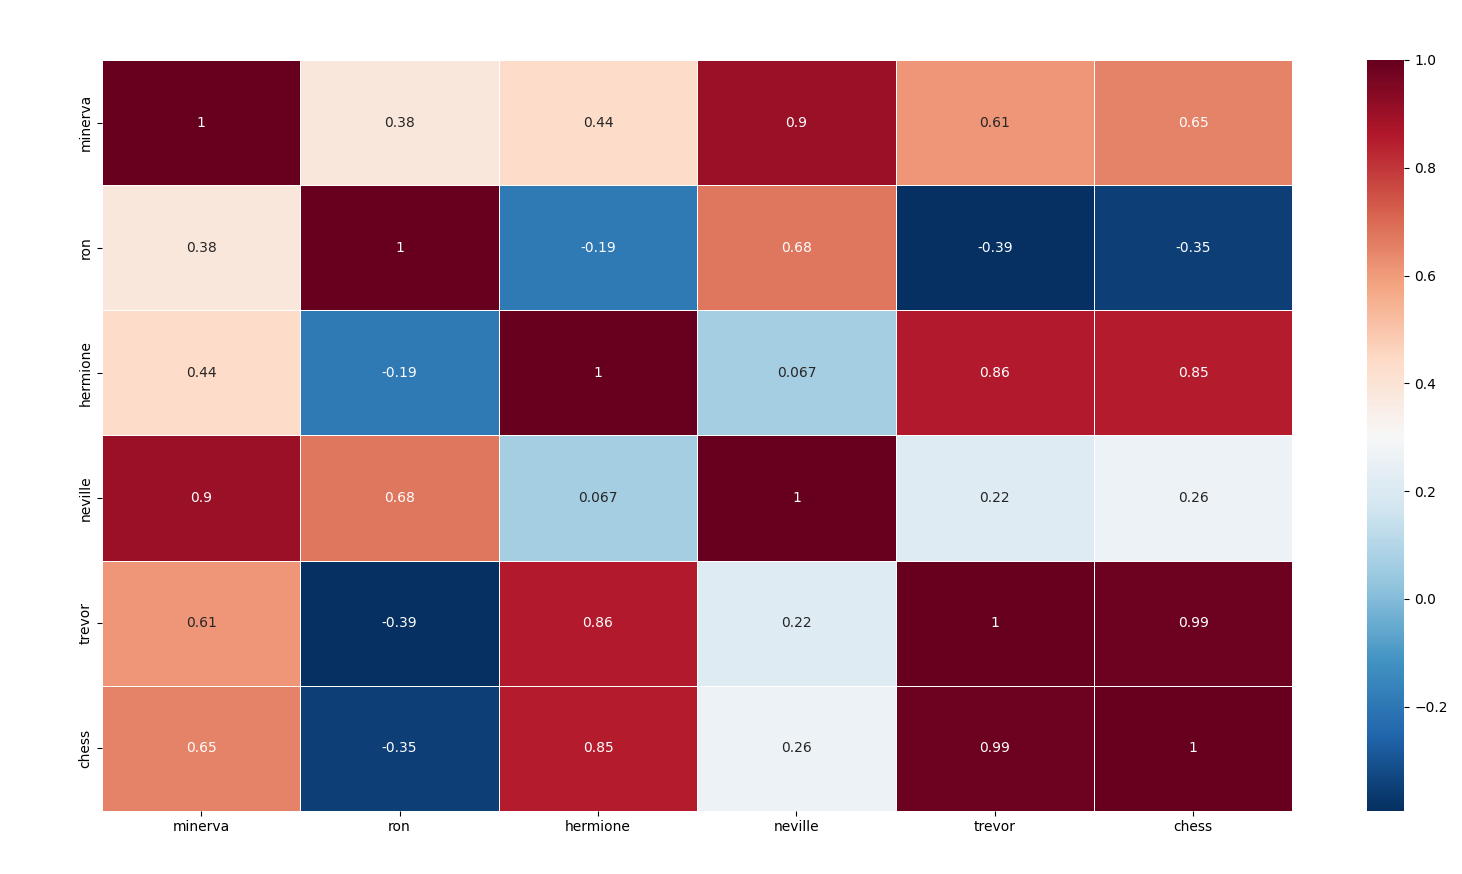 1.0
minerva 1 0.38 0.44 0.9 0.61 0.65
0.8
ron 0.38 1 -0.19 0.68 -0.39 -0.35
0.6
hermione 0.44 -0.19 1 0.067 0.86 0.85
0.4
neville 0.9 0.68 0.067 1 0.22 0.26
0.2
0.0
trevor 0.61 -0.39 0.86 0.22 1 0.99
−0.2
chess 0.65 -0.35 0.85 0.26 0.99 1
minerva ron hermione neville trevor chess